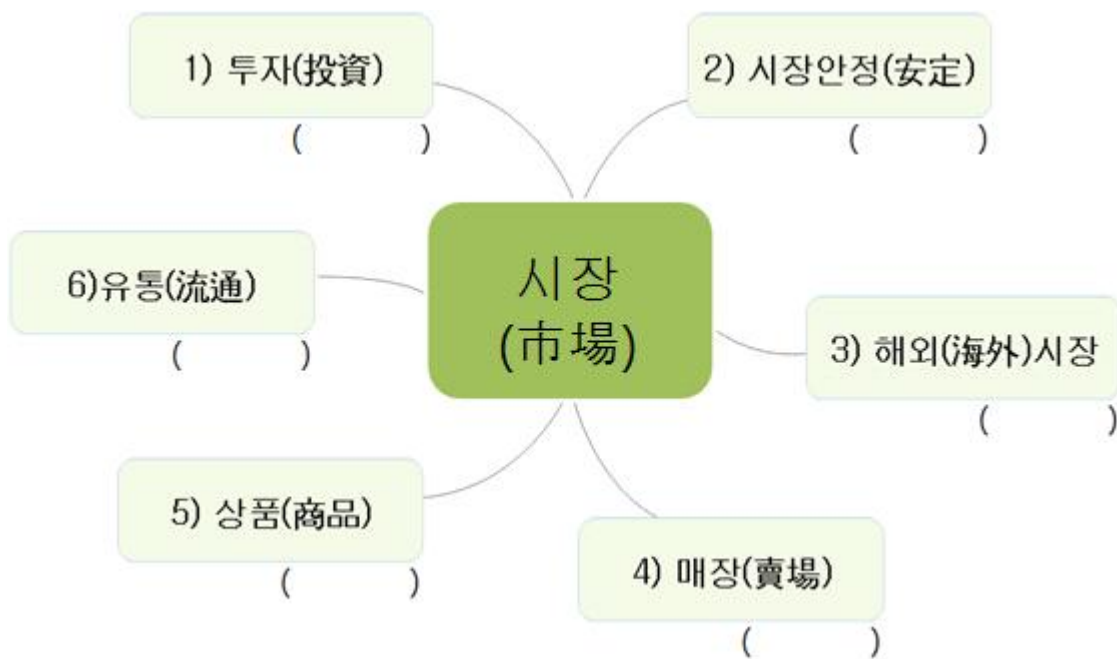 1) 투자(投資)
(          )
2) 시장안정(安定)
(          )
시장
(市場)
6)유통(流通)
(          )
3) 해외(海外)시장
(          )
5) 상품(商品)
(          )
4) 매장(賣場)
(          )